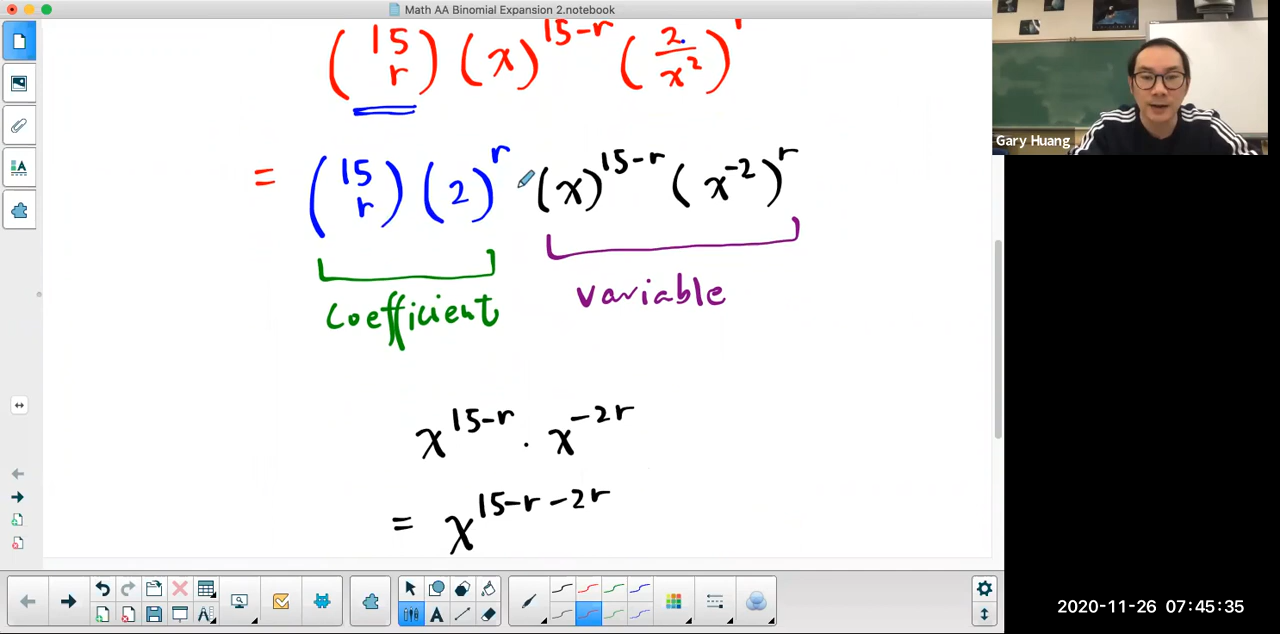 Math AA Binomial Expansion 2.notebook
(15 r) (x)^15-r (2/x^2)^r
= (15 r) (2)^r (x)^15-r (x^-2)^r
coefficient variable
x^15-r · x^-2r
= x^15-r-2r
Gary Huang
2020-11-26 07:45:35